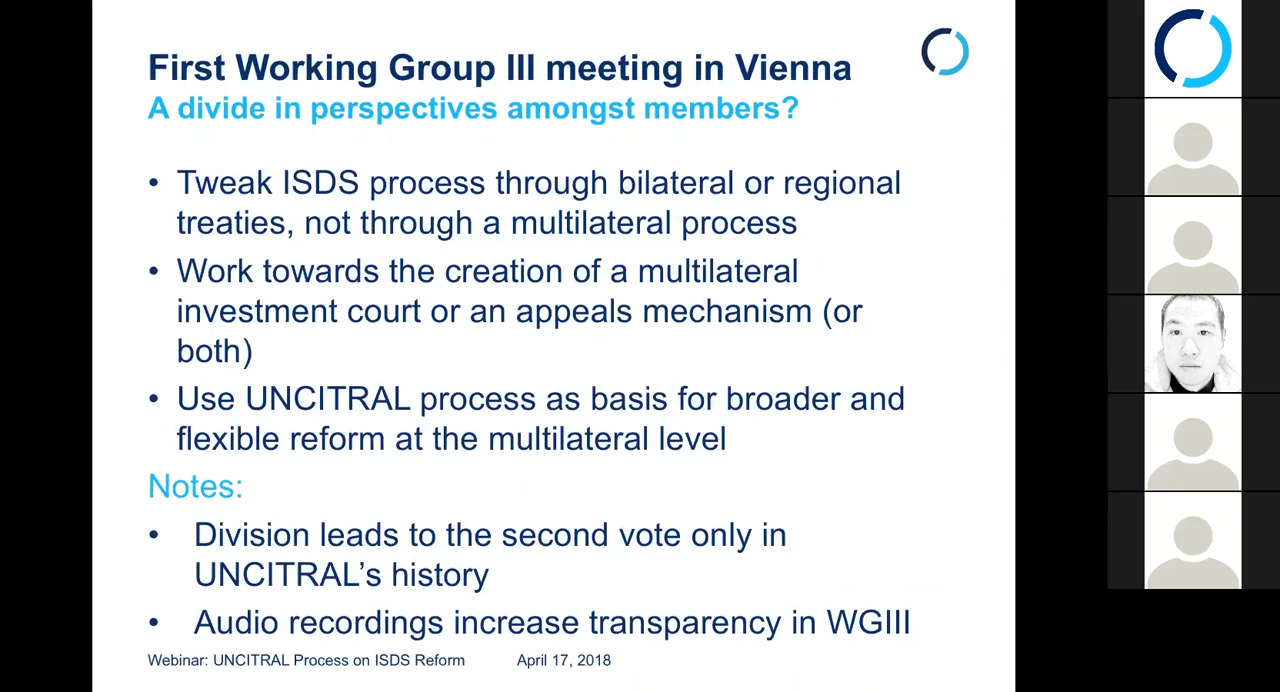 First Working Group III meeting in Vienna
A divide in perspectives amongst members?
• Tweak ISDS process through bilateral or regional
treaties, not through a multilateral process
• Work towards the creation of a multilateral
investment court or an appeals mechanism (or
both)
• Use UNCITRAL process as basis for broader and
flexible reform at the multilateral level
Notes:
• Division leads to the second vote only in
UNCITRAL’s history
• Audio recordings increase transparency in WGIII
Webinar: UNCITRAL Process on ISDS Reform April 17, 2018